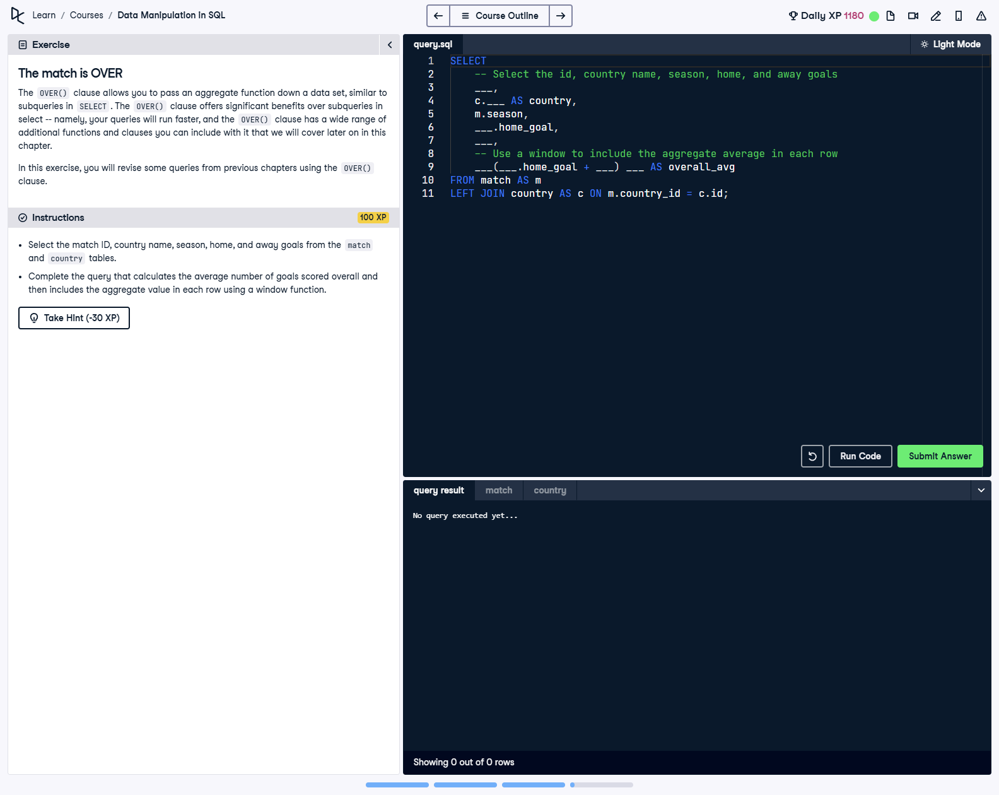 Learn / Courses / Data Manipulation in SQL
Course Outline
Daily XP 1180
Exercise
The match is OVER
The OVER() clause allows you to pass an aggregate function down a data set, similar to
subqueries in SELECT. The OVER() clause offers significant benefits over subqueries in
select -- namely, your queries will run faster, and the OVER() clause has a wide range of
additional functions and clauses you can include with it that we will cover later on in this
chapter.
In this exercise, you will revise some queries from previous chapters using the OVER()
clause.
Instructions
100 XP
• Select the match ID, country name, season, home, and away goals from the match
and country tables.
• Complete the query that calculates the average number of goals scored overall and
then includes the aggregate value in each row using a window function.
Take Hint (-30 XP)
query.sql
Light Mode
1 SELECT
2 -- Select the id, country name, season, home, and away goals
3 ___,
4 c.___ AS country,
5 m.season,
6 ___.home_goal,
7 ___,
8 -- Use a window to include the aggregate average in each row
9 ___(___.home_goal + ___) ___ AS overall_avg
10 FROM match AS m
11 LEFT JOIN country AS c ON m.country_id = c.id;
Run Code
Submit Answer
query result
match
country
No query executed yet...
Showing 0 out of 0 rows